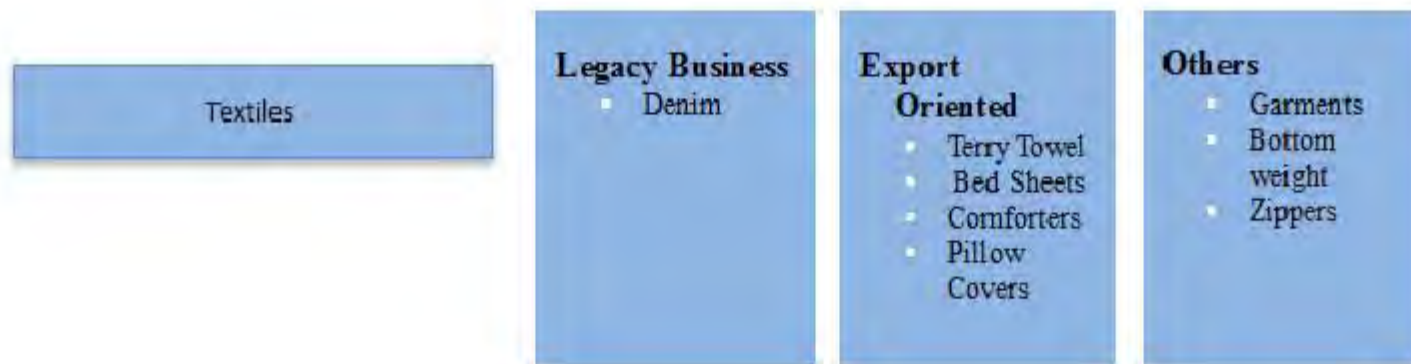 Textiles
Legacy Business
Denim
Export
Oriented
Terry Towel
Bed Sheets
Comforters
Pillow
Covers
Others
Garments
Bottom
weight
Zippers